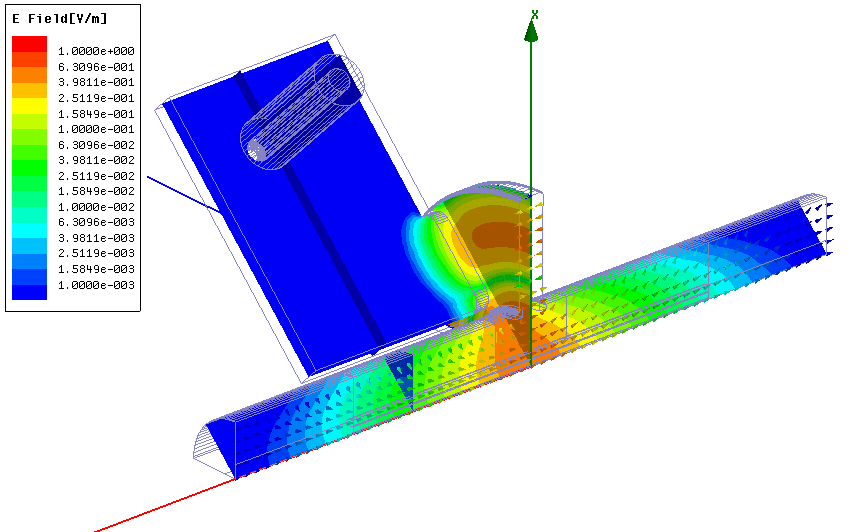 E Field[V/m]
1.0000e+000
6.3096e-001
3.9811e-001
2.5119e-001
1.5849e-001
1.0000e-001
6.3096e-002
3.9811e-002
2.5119e-002
1.5849e-002
1.0000e-002
6.3096e-003
3.9811e-003
2.5119e-003
1.5849e-003
1.0000e-003
X